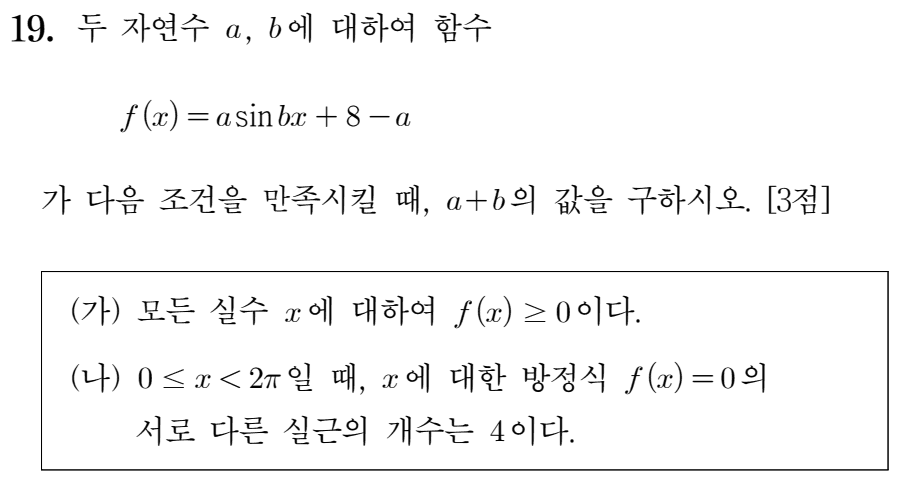 19. 두 자연수 a, b에 대하여 함수
f(x)=asinbx+8-a
가 다음 조건을 만족시킬 때, a+b의 값을 구하시오. [3점]
(가) 모든 실수 x에 대하여 f(x)≥0이다.
(나) 0≤x<2π일 때, x에 대한 방정식 f(x)=0의
서로 다른 실근의 개수는 4이다.